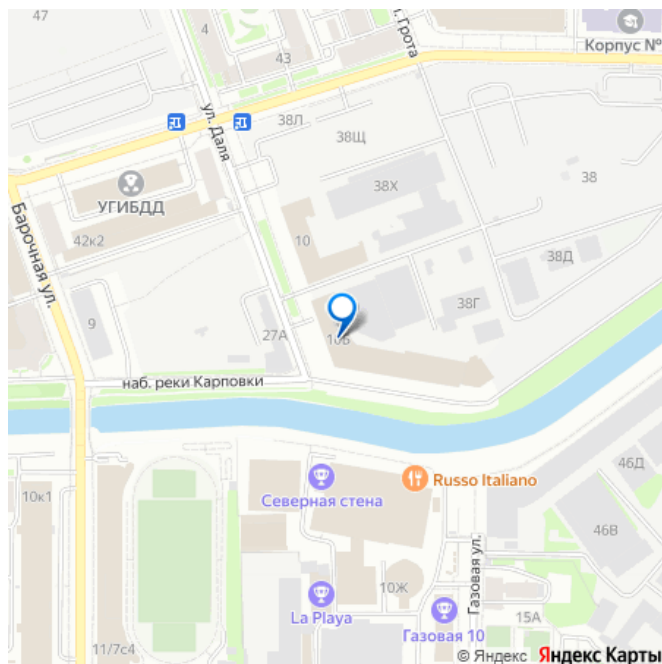 47
4
43
ул. Грота
Корпус №
ул. Даля
38Л
38Щ
38Х
38
УГИБДД
42к2
10
38Д
Барочная ул.
38Г
9
27А
10Б
наб. реки Карповки
Russo Italiano
Северная стена
46Д
10к1
46В
Газовая ул.
10Ж
La Playa
Газовая 10
15А
11/7с4
© Яндекс Яндекс Карты